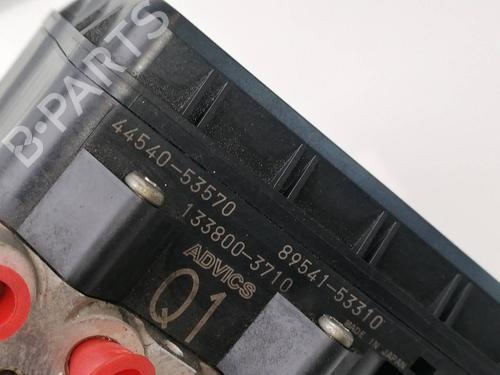 B-PARTS
44540-53570
133800-3710
ADVICS
Q1
89541-53310
MADE IN JAPAN